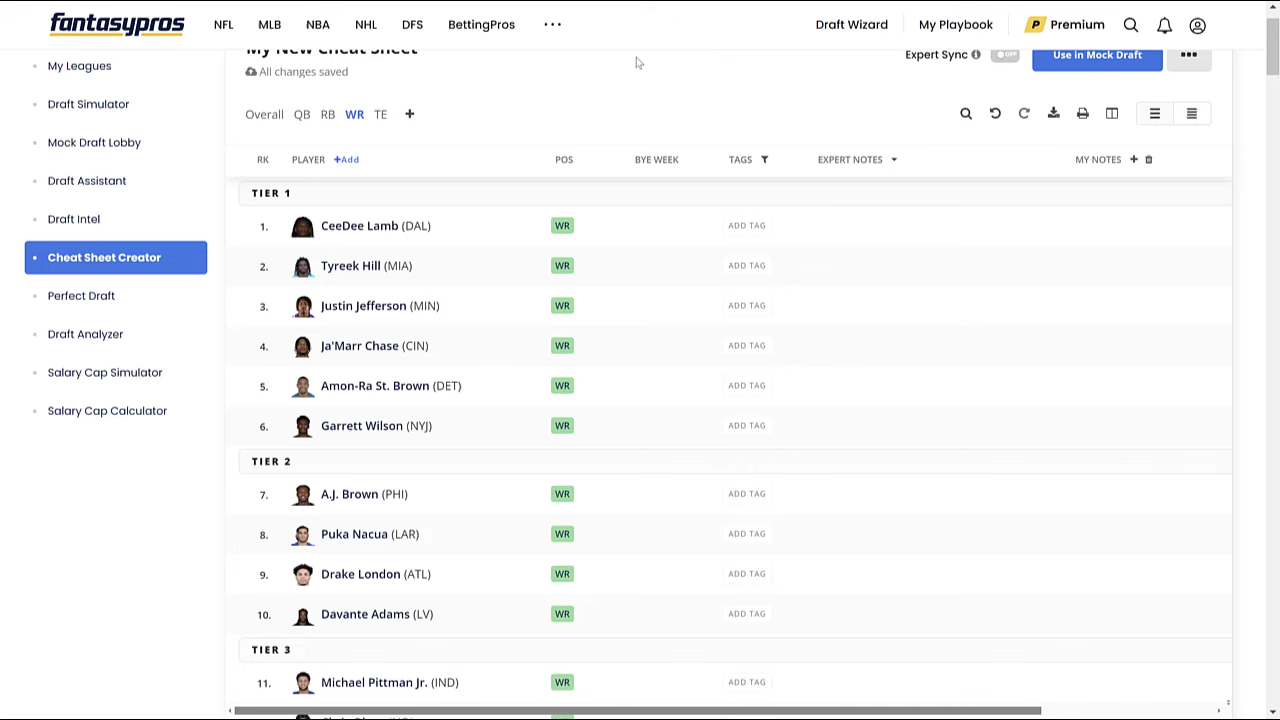 fantasypros NFL MLB NBA NHL DFS BettingPros ··· Draft Wizard My Playbook P Premium
My New Cheat Sheet
All changes saved
Expert Sync OFF Use in Mock Draft
My Leagues
Draft Simulator
Mock Draft Lobby
Draft Assistant
Draft Intel
Cheat Sheet Creator
Perfect Draft
Draft Analyzer
Salary Cap Simulator
Salary Cap Calculator
Overall QB RB WR TE +
RK PLAYER +Add POS BYE WEEK TAGS EXPERT NOTES MY NOTES +
TIER 1
1. CeeDee Lamb (DAL) WR ADD TAG
2. Tyreek Hill (MIA) WR ADD TAG
3. Justin Jefferson (MIN) WR ADD TAG
4. Ja'Marr Chase (CIN) WR ADD TAG
5. Amon-Ra St. Brown (DET) WR ADD TAG
6. Garrett Wilson (NYJ) WR ADD TAG
TIER 2
7. A.J. Brown (PHI) WR ADD TAG
8. Puka Nacua (LAR) WR ADD TAG
9. Drake London (ATL) WR ADD TAG
10. Davante Adams (LV) WR ADD TAG
TIER 3
11. Michael Pittman Jr. (IND) WR ADD TAG